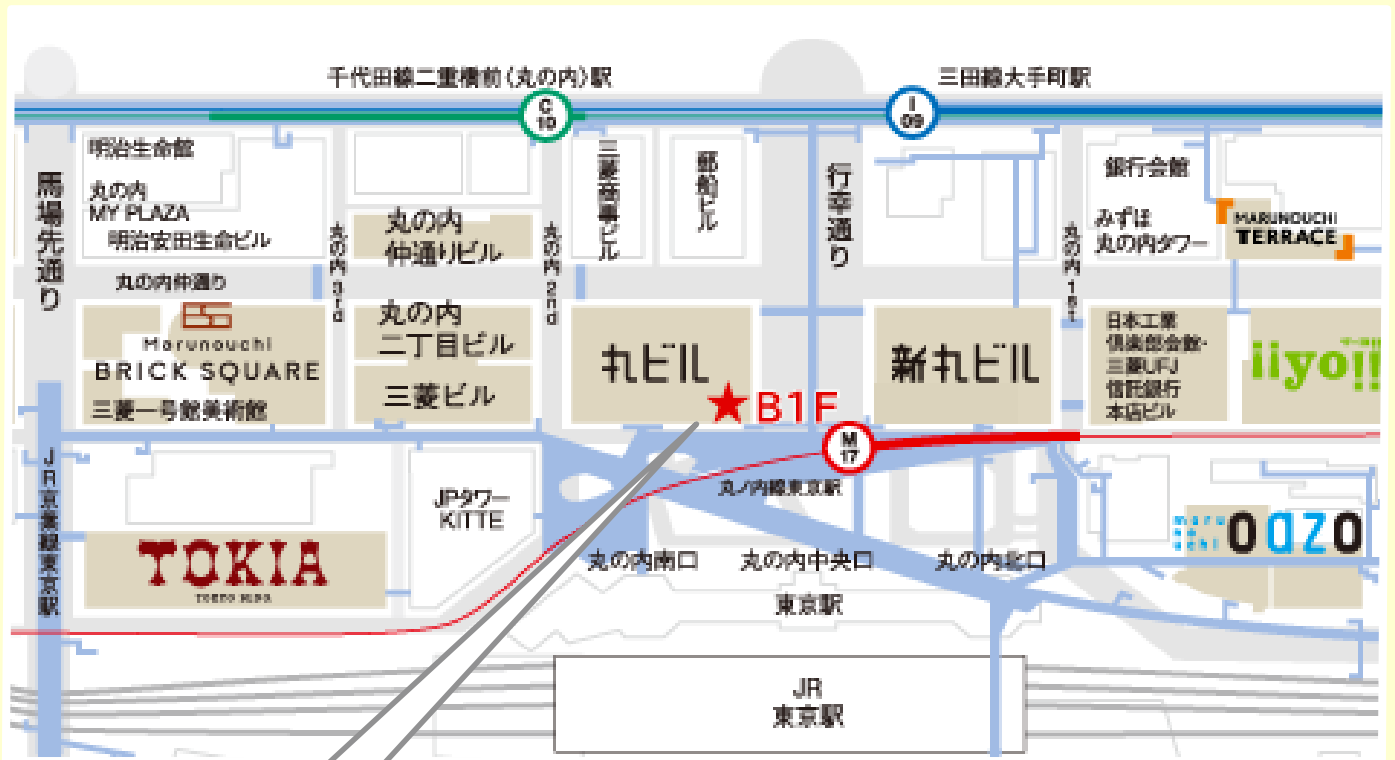 千代田線二重橋前〈丸の内〉駅
三田線大手町駅
C
10
I
09
明治生命館
丸の内
MY PLAZA
明治安田生命ビル
馬場先通り
丸の内仲通り
丸の内 3rd
丸の内
仲通りビル
丸の内 2nd
三菱商事ビル
郵船ビル
行幸通り
丸の内 1st
銀行会館
みずほ
丸の内タワー
MARUNOUCHI
TERRACE
Marunouchi
BRICK SQUARE
三菱一号館美術館
丸の内
二丁目ビル
三菱ビル
丸ビル
★B1F
新丸ビル
日本工業
倶楽部会館・
三菱UFJ
信託銀行
本店ビル
iiyo!!
M
17
丸ノ内線東京駅
JR京葉線東京駅
TOKIA
TOKYO BLDG.
JPタワー
KITTE
丸の内南口
丸の内中央口
丸の内北口
maru
no
uchi
OAZO
東京駅
JR
東京駅